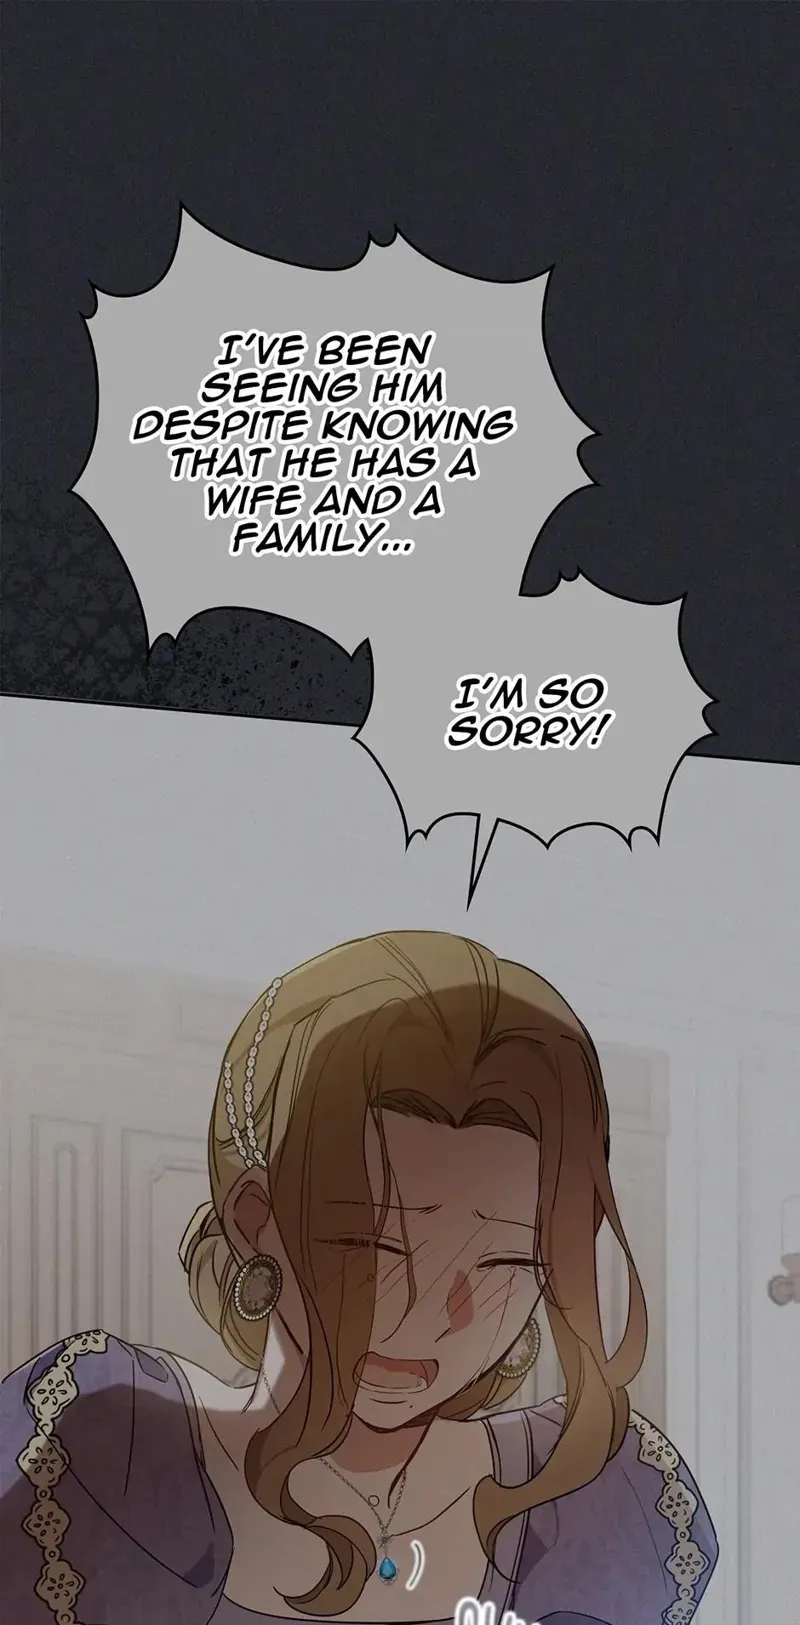 I'VE BEEN
SEEING HIM
DESPITE KNOWING
THAT HE HAS A
WIFE AND A
FAMILY...
I'M SO
SORRY!